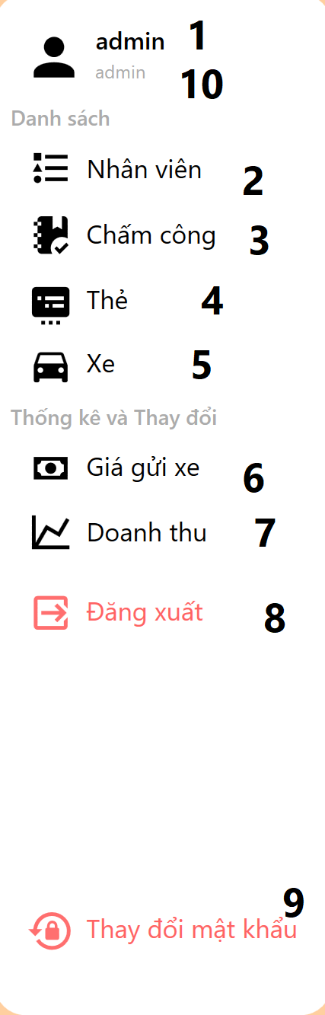 admin 1
admin 10
Danh sách
Nhân viên 2
Chấm công 3
Thẻ 4
Xe 5
Thống kê và Thay đổi
Giá gửi xe 6
Doanh thu 7
Đăng xuất 8
9
Thay đổi mật khẩu